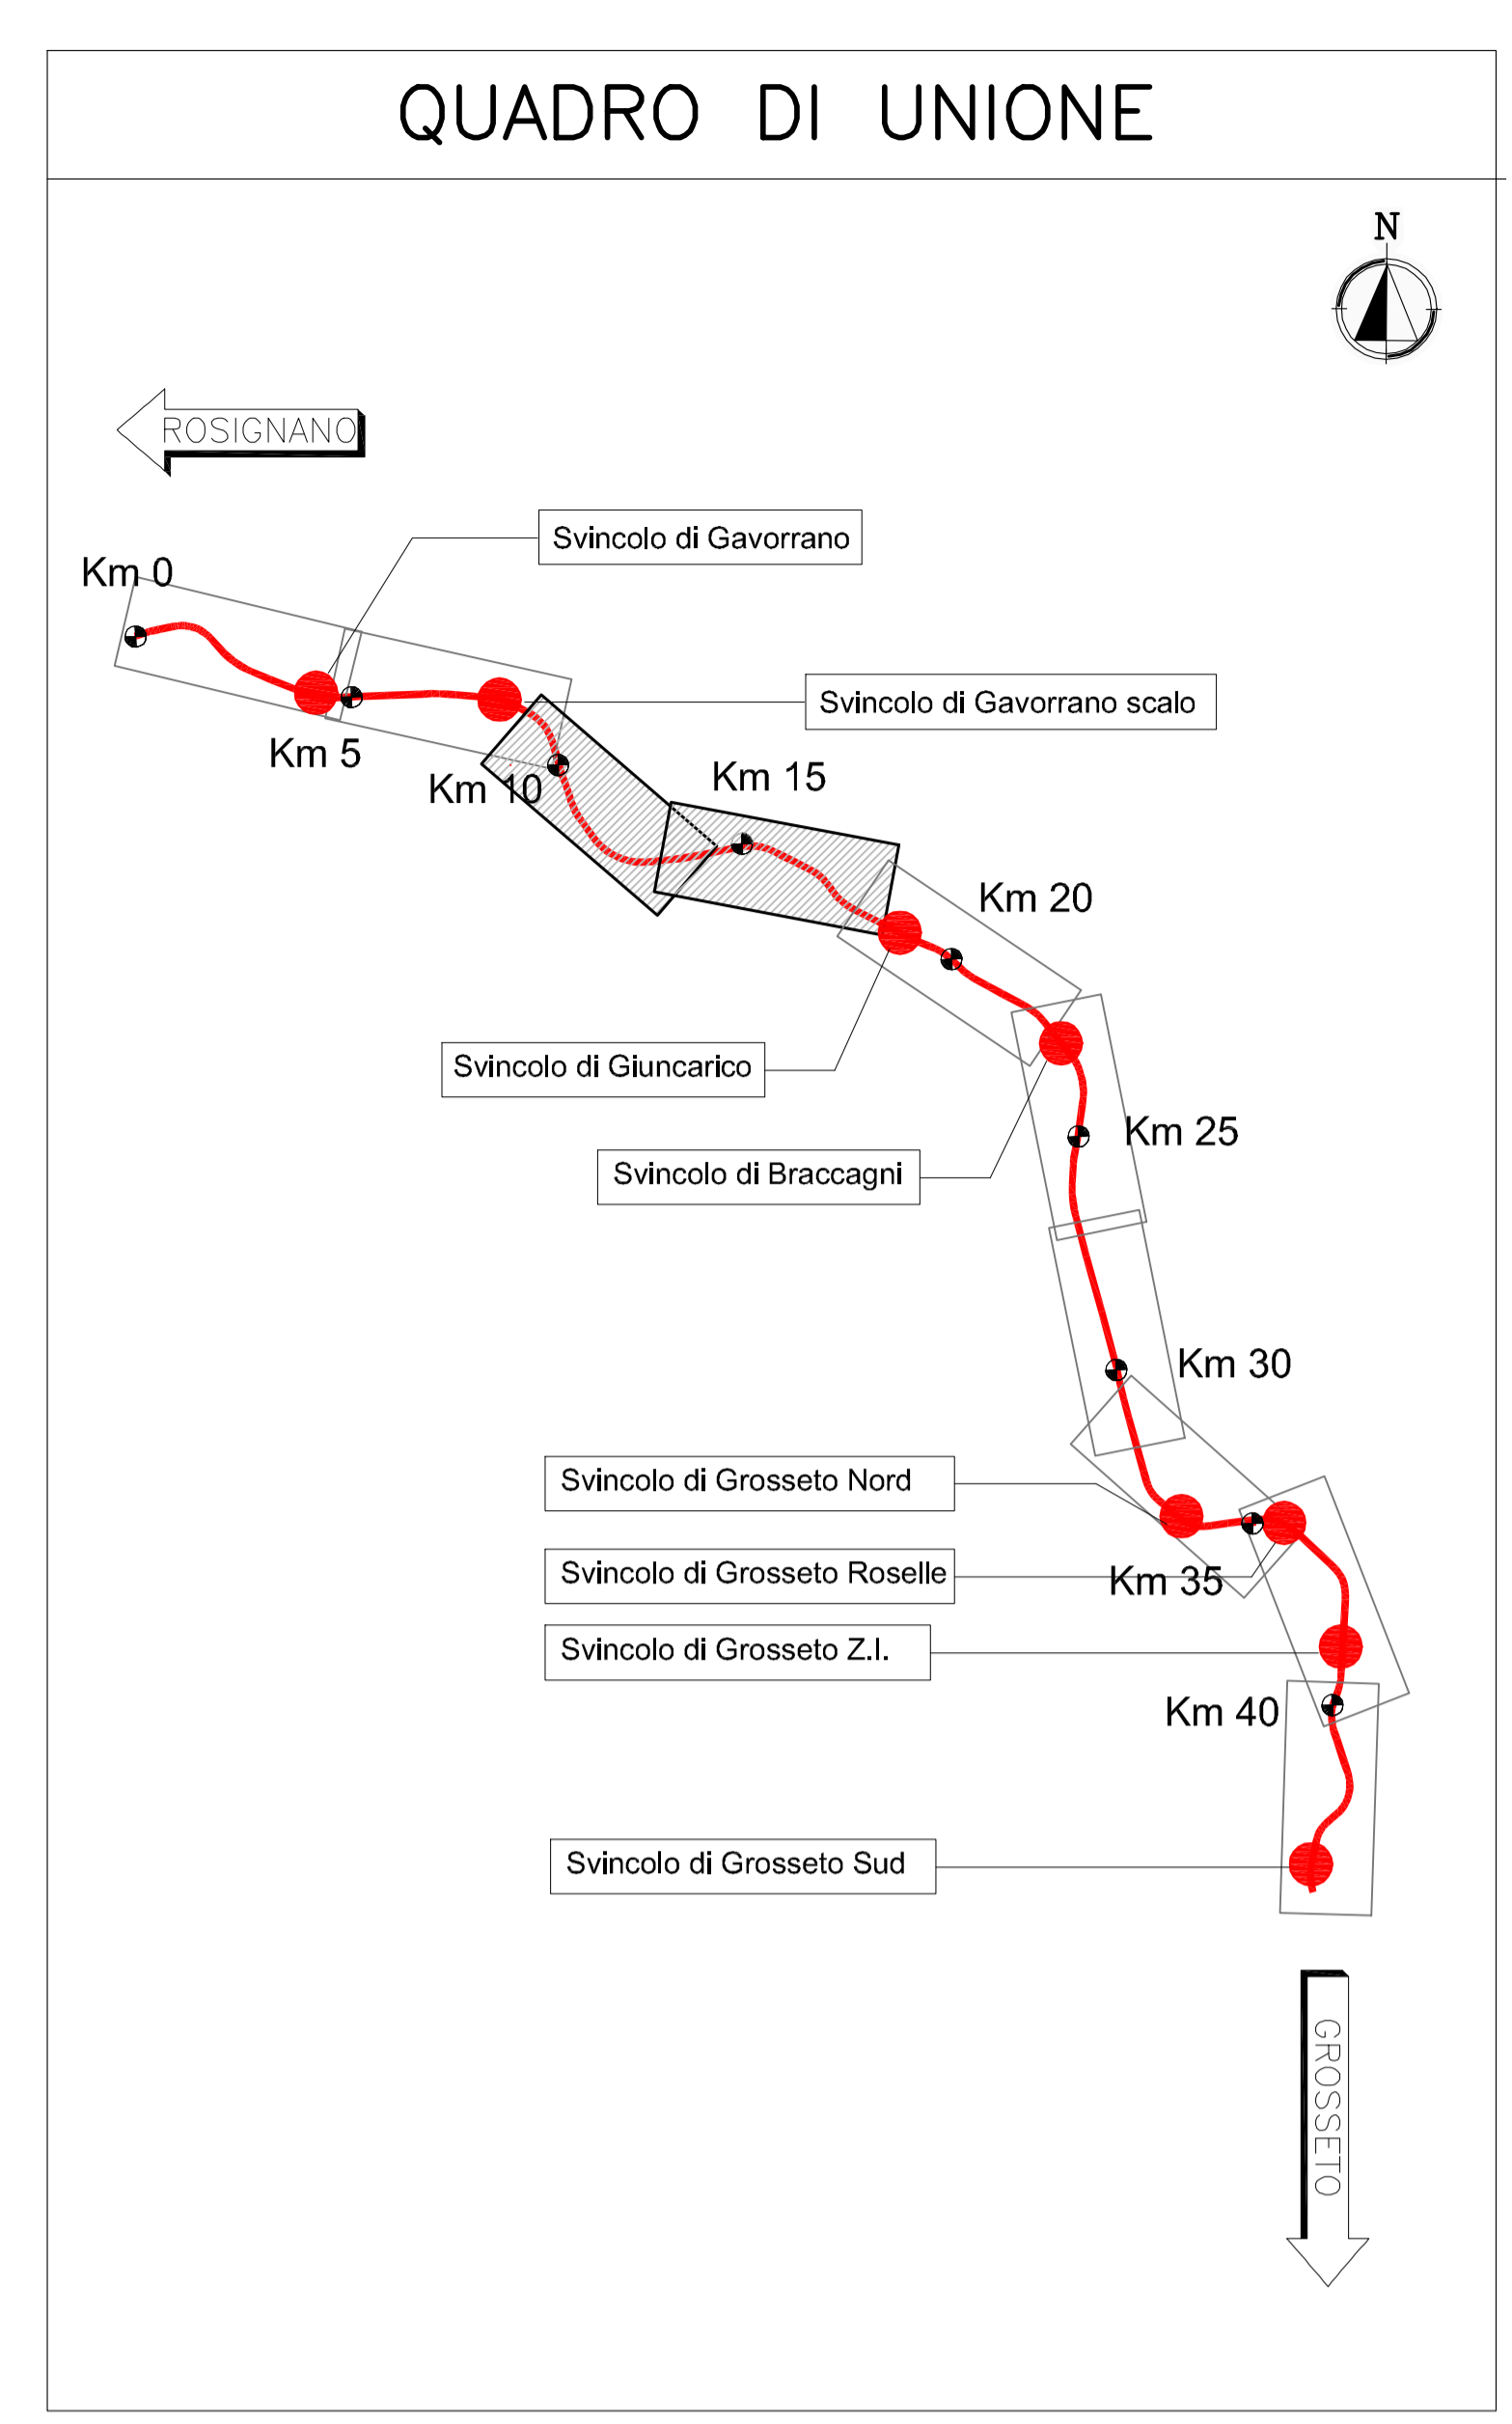 QUADRO DI UNIONE
N
ROSIGNANO
Svincolo di Gavorrano
Km 0
Svincolo di Gavorrano scalo
Km 5
Km 10
Km 15
Km 20
Svincolo di Giuncarico
Km 25
Svincolo di Braccagni
Km 30
Svincolo di Grosseto Nord
Svincolo di Grosseto Roselle
Km 35
Svincolo di Grosseto Z.I.
Km 40
Svincolo di Grosseto Sud
GROSSETO